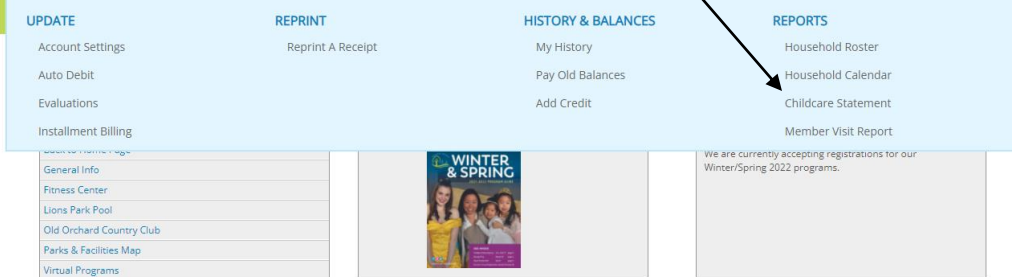 UPDATE
Account Settings
Auto Debit
Evaluations
Installment Billing
REPRINT
Reprint A Receipt
HISTORY & BALANCES
My History
Pay Old Balances
Add Credit
REPORTS
Household Roster
Household Calendar
Childcare Statement
Member Visit Report
Back to Home Page
General Info
Fitness Center
Lions Park Pool
Old Orchard Country Club
Parks & Facilities Map
Virtual Programs
WINTER
& SPRING
We are currently accepting registrations for our
Winter/Spring 2022 programs.